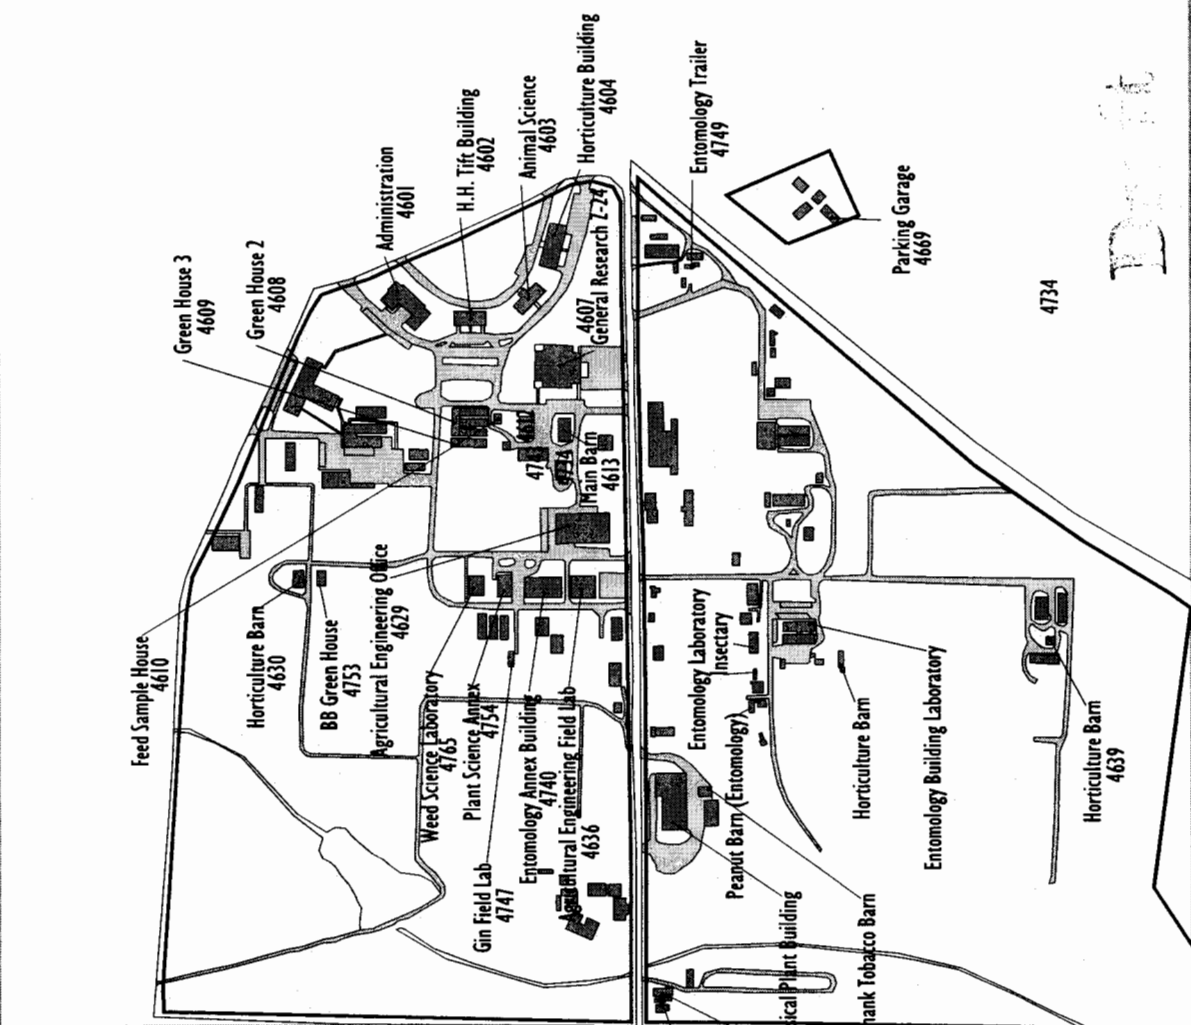 Green House 3
4609
Green House 2
4608
Administration
4601
H.H. Tift Building
4602
Animal Science
4603
Horticulture Building
4604
Entomology Trailer
4749
Parking Garage
4669
4734
Draft
4607
General Research
Main Barn
4613
Feed Sample House
4610
Horticulture Barn
4630
BB Green House
4753
Agricultural Engineering Office
4629
Weed Science Laboratory
4765
Plant Science Annex
4754
Gin Field Lab
4747
Entomology Annex Building
4740
Agricultural Engineering Field Lab
4636
Entomology Laboratory
Insectary
Peanut Barn (Entomology)
Horticulture Barn
Entomology Building Laboratory
Horticulture Barn
4639
sical Plant Building
hank Tobacco Barn